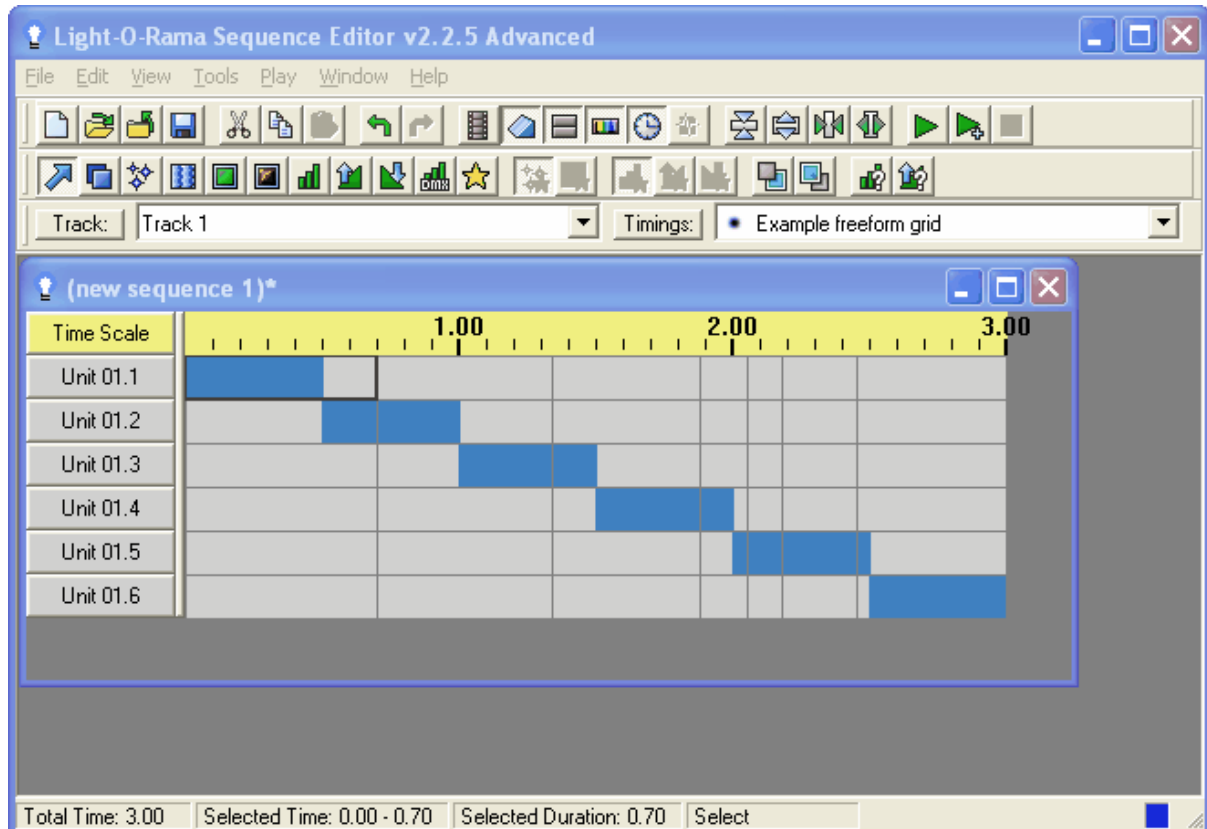 Light-O-Rama Sequence Editor v2.2.5 Advanced
File Edit View Tools Play Window Help
DMX
Track: Track 1 Timings: Example freeform grid
(new sequence 1)*
Time Scale 1.00 2.00 3.00
Unit 01.1
Unit 01.2
Unit 01.3
Unit 01.4
Unit 01.5
Unit 01.6
Total Time: 3.00 Selected Time: 0.00 - 0.70 Selected Duration: 0.70 Select